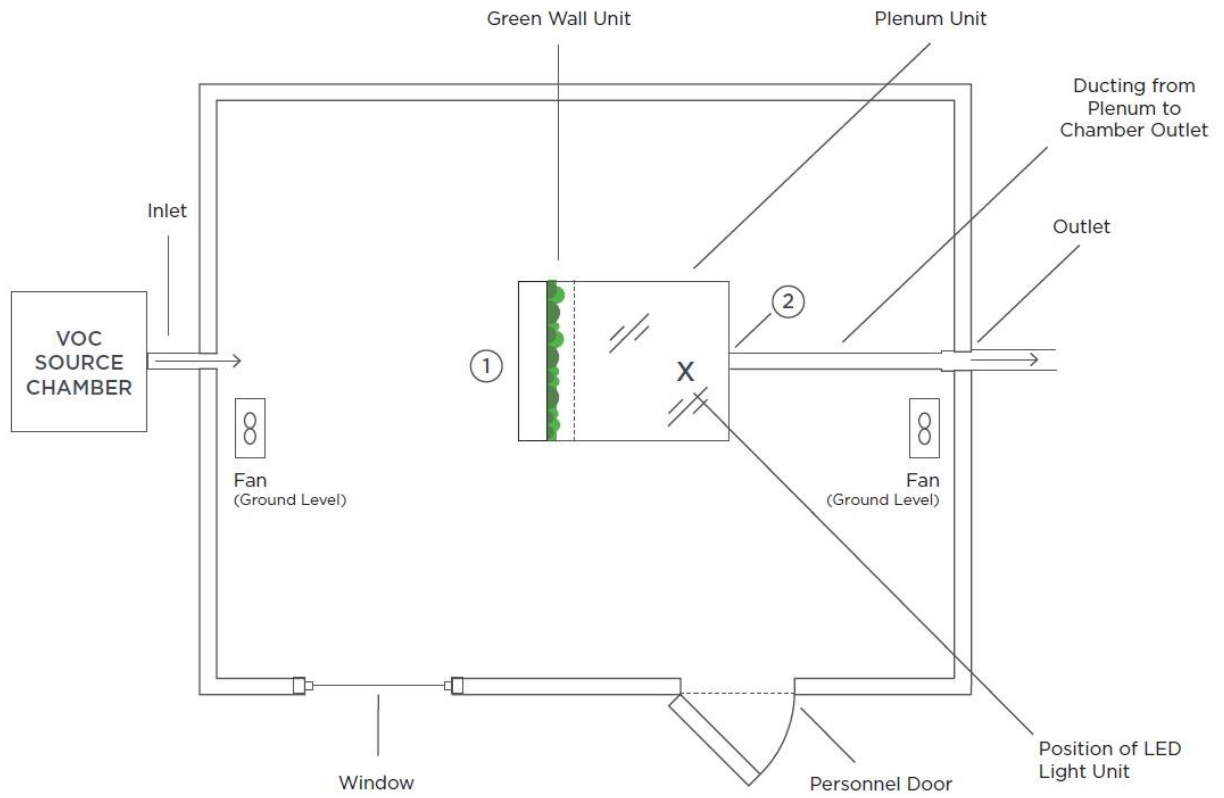 Green Wall Unit
Plenum Unit
Ducting from
Plenum to
Chamber Outlet
Inlet
Outlet
VOC
SOURCE
CHAMBER
1
2
X
Fan
(Ground Level)
Fan
(Ground Level)
Window
Personnel Door
Position of LED
Light Unit